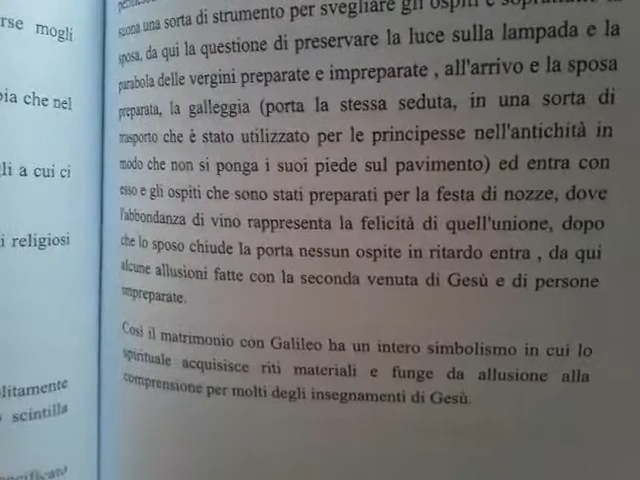 rse mogli
bia che nel
li a cui ci
i religiosi
litamente
scintilla
suona una sorta di strumento per svegliare gli ospiti e
sposa, da qui la questione di preservare la luce sulla lampada e la
parabola delle vergini preparate e impreparate , all'arrivo e la sposa
preparata, la galleggia (porta la stessa seduta, in una sorta di
trasporto che è stato utilizzato per le principesse nell'antichità in
modo che non si ponga i suoi piede sul pavimento) ed entra con
esso e gli ospiti che sono stati preparati per la festa di nozze, dove
l'abbondanza di vino rappresenta la felicità di quell'unione, dopo
che lo sposo chiude la porta nessun ospite in ritardo entra , da qui
alcune allusioni fatte con la seconda venuta di Gesù e di persone
impreparate.
Così il matrimonio con Galileo ha un intero simbolismo in cui lo
spirituale acquisisce riti materiali e funge da allusione alla
comprensione per molti degli insegnamenti di Gesù.